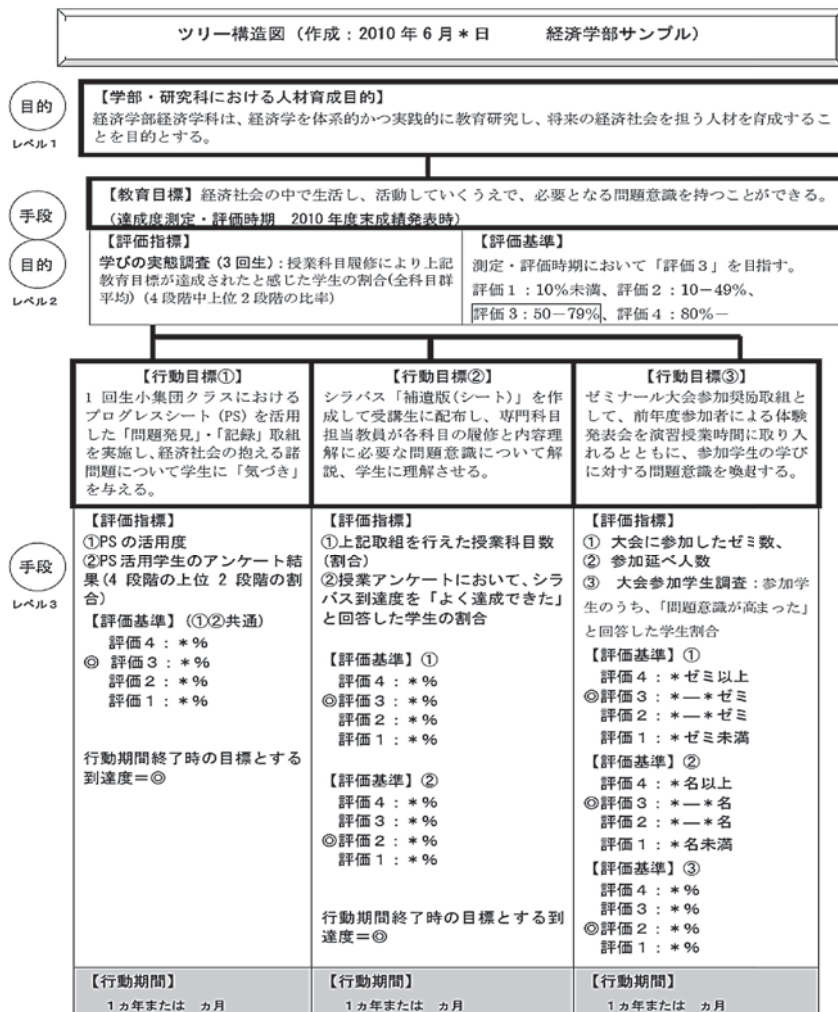 ツリー構造図(作成:2010年6月*日 経済学部サンプル)
目的
レベル1
【学部・研究科における人材育成目的】
経済学部経済学科は、経済学を体系的かつ実践的に教育研究し、将来の経済社会を担う人材を育成するこ
とを目的とする。
手段
目的
レベル2
【教育目標】経済社会の中で生活し、活動していくうえで、必要となる問題意識を持つことができる。
(達成度測定・評価時期 2010年度末成績発表時)
【評価指標】
学びの実態調査(3回生):授業科目履修により上記
教育目標が達成されたと感じた学生の割合(全科目群
平均)(4段階中上位2段階の比率)
【評価基準】
測定・評価時期において「評価3」を目指す。
評価1:10%未満、評価2:10-49%、
評価3:50-79%、評価4:80%-
手段
レベル3
【行動目標①】
1回生小集団クラスにおける
プログレスシート(PS)を活用
した「問題発見」・「記録」取組
を実施し、経済社会の抱える諸
問題について学生に「気づき」
を与える。
【評価指標】
①PSの活用度
②PS活用学生のアンケート結
果(4段階の上位2段階の割
合)
【評価基準】(①②共通)
評価4:*%
◎評価3:*%
評価2:*%
評価1:*%
行動期間終了時の目標とする
到達度=◎
【行動期間】
1ヵ年または ヵ月
【行動目標②】
シラバス「補遺版(シート)」を
作成して受講生に配布し、専門科目
担当教員が各科目の履修と内容理
解に必要な問題意識について解
説、学生に理解させる。
【評価指標】
①上記取組を行えた授業科目数
(割合)
②授業アンケートにおいて、シラ
バス到達度を「よく達成できた」
と回答した学生の割合
【評価基準】①
評価4:*%
◎評価3:*%
評価2:*%
評価1:*%
【評価基準】②
評価4:*%
評価3:*%
◎評価2:*%
評価1:*%
行動期間終了時の目標とする到
達度=◎
【行動期間】
1ヵ年または ヵ月
【行動目標③】
ゼミナール大会参加奨励取組と
して、前年度参加者による体験
発表会を演習授業時間に取り入
れるとともに、参加学生の学び
に対する問題意識を喚起する。
【評価指標】
① 大会に参加したゼミ数、
② 参加延べ人数
③ 大会参加学生調査:参加学
生のうち、「問題意識が高まった」
と回答した学生割合
【評価基準】①
評価4:*ゼミ以上
◎評価3:*―*ゼミ
評価2:*―*ゼミ
評価1:*ゼミ未満
【評価基準】②
評価4:*名以上
◎評価3:*―*名
評価2:*―*名
評価1:*名未満
【評価基準】③
評価4:*%
評価3:*%
◎評価2:*%
評価1:*%
【行動期間】
1ヵ年または ヵ月